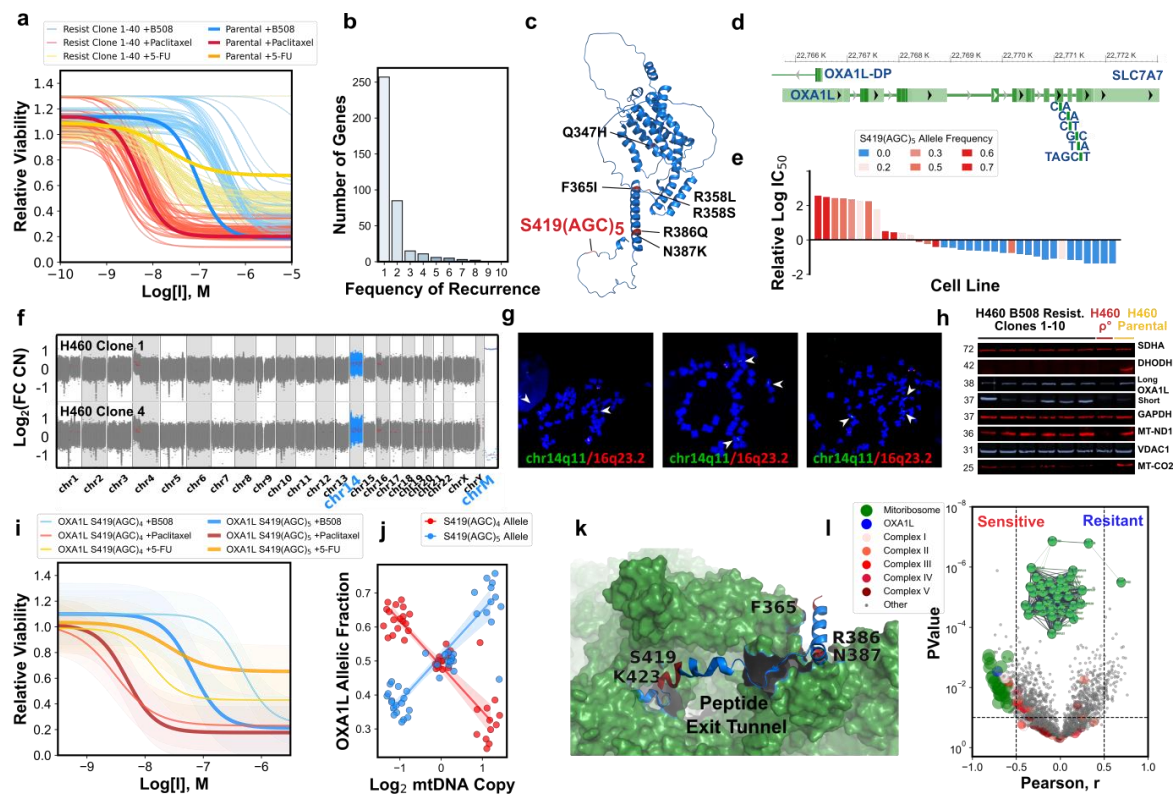 a
Resist Clone 1-40 +B508
Parental +B508
Resist Clone 1-40 +Paclitaxel
Parental +Paclitaxel
Resist Clone 1-40 +5-FU
Parental +5-FU
Relative Viability
1.4
1.2
1.0
0.8
0.6
0.4
0.2
0.0
-10 -9 -8 -7 -6 -5
Log[I], M
b
Number of Genes
250
200
150
100
50
0
1 2 3 4 5 6 7 8 9 10
Fequency of Recurrence
c
Q347H
F365I
R358L
R358S
S419(AGC)5
R386Q
N387K
d
22,766 K 22,767 K 22,768 K 22,769 K 22,770 K 22,771 K 22,772 K
OXA1L-DP
SLC7A7
OXA1L
C|A
C|A
C|T
G|C
T|A
TAGC|T
e
S419(AGC)5 Allele Frequency
0.0 0.3 0.6
0.2 0.5 0.7
Relative Log IC50
2
0
-2
Cell Line
f
H460 Clone 1
H460 Clone 4
Log2(FC CN)
1
0
-1
1
0
-1
chr1 chr2 chr3 chr4 chr5 chr6 chr7 chr8 chr9 chr10 chr11 chr12 chr13 chr14 chr15 chr16 chr17 chr18 chr19 chr20 chr21 chr22 chrX chrY chrM
g
chr14q11/16q23.2
chr14q11/16q23.2
chr14q11/16q23.2
h
H460 B508 Resist. Clones 1-10
H460 ρ°
H460 Parental
72 SDHA
42 DHODH
38 Long
OXA1L
37 Short
37 GAPDH
36 MT-ND1
31 VDAC1
25 MT-CO2
i
OXA1L S419(AGC)4 +B508
OXA1L S419(AGC)5 +B508
OXA1L S419(AGC)4 +Paclitaxel
OXA1L S419(AGC)5 +Paclitaxel
OXA1L S419(AGC)4 +5-FU
OXA1L S419(AGC)5 +5-FU
Relative Viability
1.4
1.2
1.0
0.8
0.6
0.4
0.2
0.0
-9 -8 -7 -6
Log[I], M
j
S419(AGC)4 Allele
S419(AGC)5 Allele
OXA1L Allelic Fraction
0.7
0.6
0.5
0.4
0.3
-1 0 1
Log2 mtDNA Copy
k
F365
R386
N387
S419
K423
Peptide
Exit Tunnel
l
Mitoribosome
OXA1L
Complex I
Complex II
Complex III
Complex IV
Complex V
Other
Sensitive
Resitant
PValue
10-8
10-6
10-4
10-2
100
-1.0 -0.5 0.0 0.5 1.0
Pearson, r